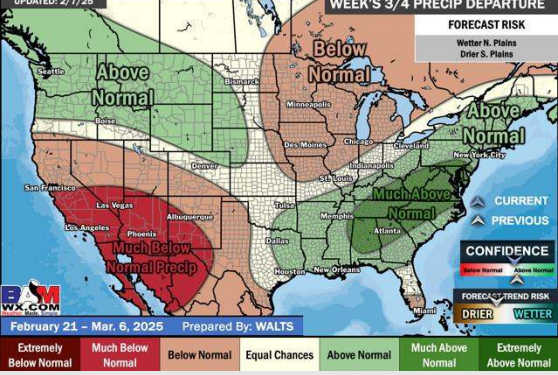 UPDATED: 2/7/25
WEEK'S 3/4 PRECIP DEPARTURE
FORECAST RISK
Wetter N. Plains
Drier S. Plains
Seattle
Above
Normal
Bismarck
Below
Normal
Minneapolis
Boise
Des Moines
Chicago
Cleveland
Above
Normal
New York City
Denver
Indianapolis
St. Louis
San Francisco
Las Vegas
Los Angeles
Phoenix
Albuquerque
Tulsa
Memphis
Much Above
Normal
Atlanta
Much Below
Normal Precip
Dallas
Houston
New Orleans
Miami
CURRENT
PREVIOUS
CONFIDENCE
Below Normal
Above Normal
FORECAST TREND RISK
DRIER
WETTER
BAM
WX.COM
February 21 – Mar. 6, 2025
Prepared By: WALTS
Extremely Below Normal
Much Below Normal
Below Normal
Equal Chances
Above Normal
Much Above Normal
Extremely Above Normal